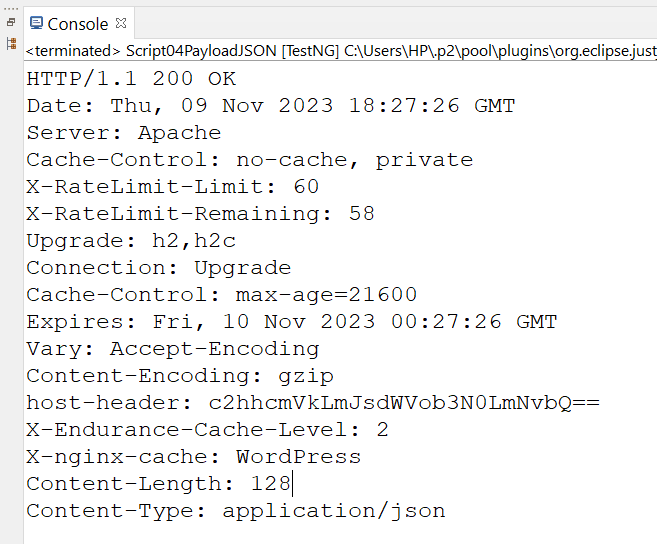 Console
<terminated> Script04PayloadJSON [TestNG] C:\Users\HP\.p2\pool\plugins\org.eclipse.just
HTTP/1.1 200 OK
Date: Thu, 09 Nov 2023 18:27:26 GMT
Server: Apache
Cache-Control: no-cache, private
X-RateLimit-Limit: 60
X-RateLimit-Remaining: 58
Upgrade: h2,h2c
Connection: Upgrade
Cache-Control: max-age=21600
Expires: Fri, 10 Nov 2023 00:27:26 GMT
Vary: Accept-Encoding
Content-Encoding: gzip
host-header: c2hhcmVkLmJsdWVob3N0LmNvbQ==
X-Endurance-Cache-Level: 2
X-nginx-cache: WordPress
Content-Length: 128
Content-Type: application/json